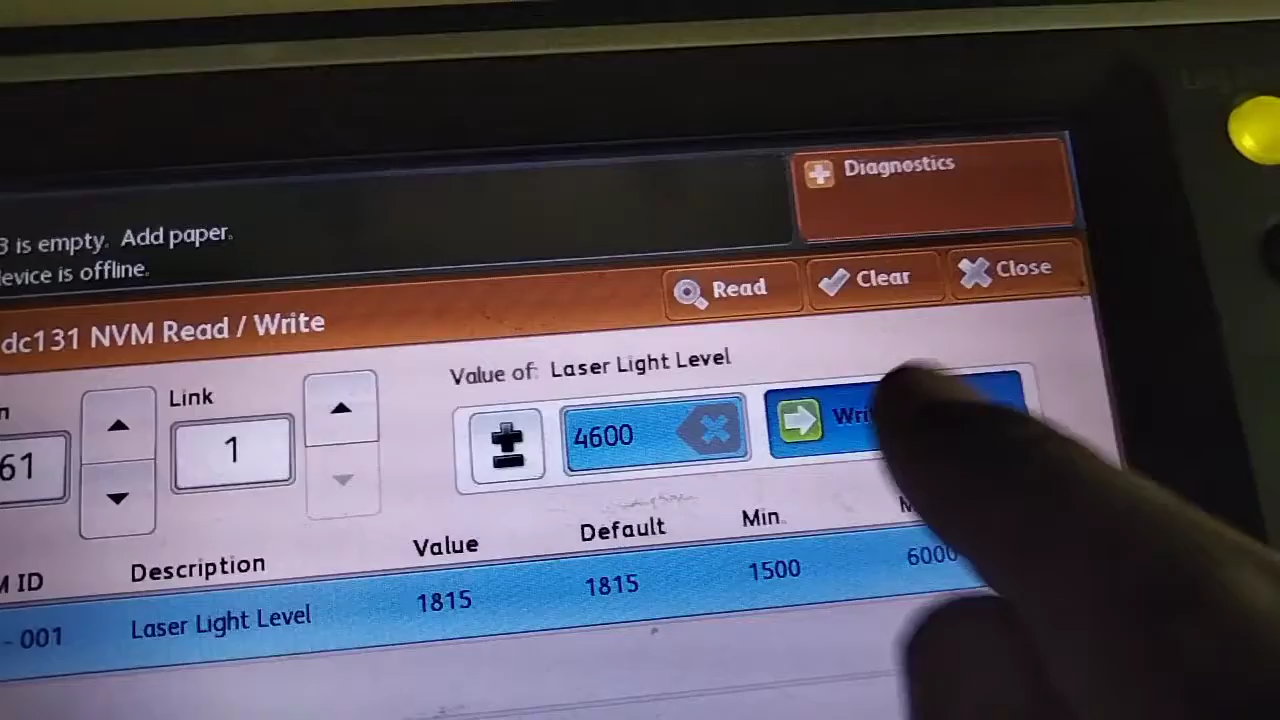 Diagnostics
3 is empty. Add paper.
evice is offline.
Read
Clear
Close
dc131 NVM Read / Write
Link
61
1
Value of: Laser Light Level
4600
Value
Default
Min.
Description
ID
- 001
Laser Light Level
1815
1815
1500
6000